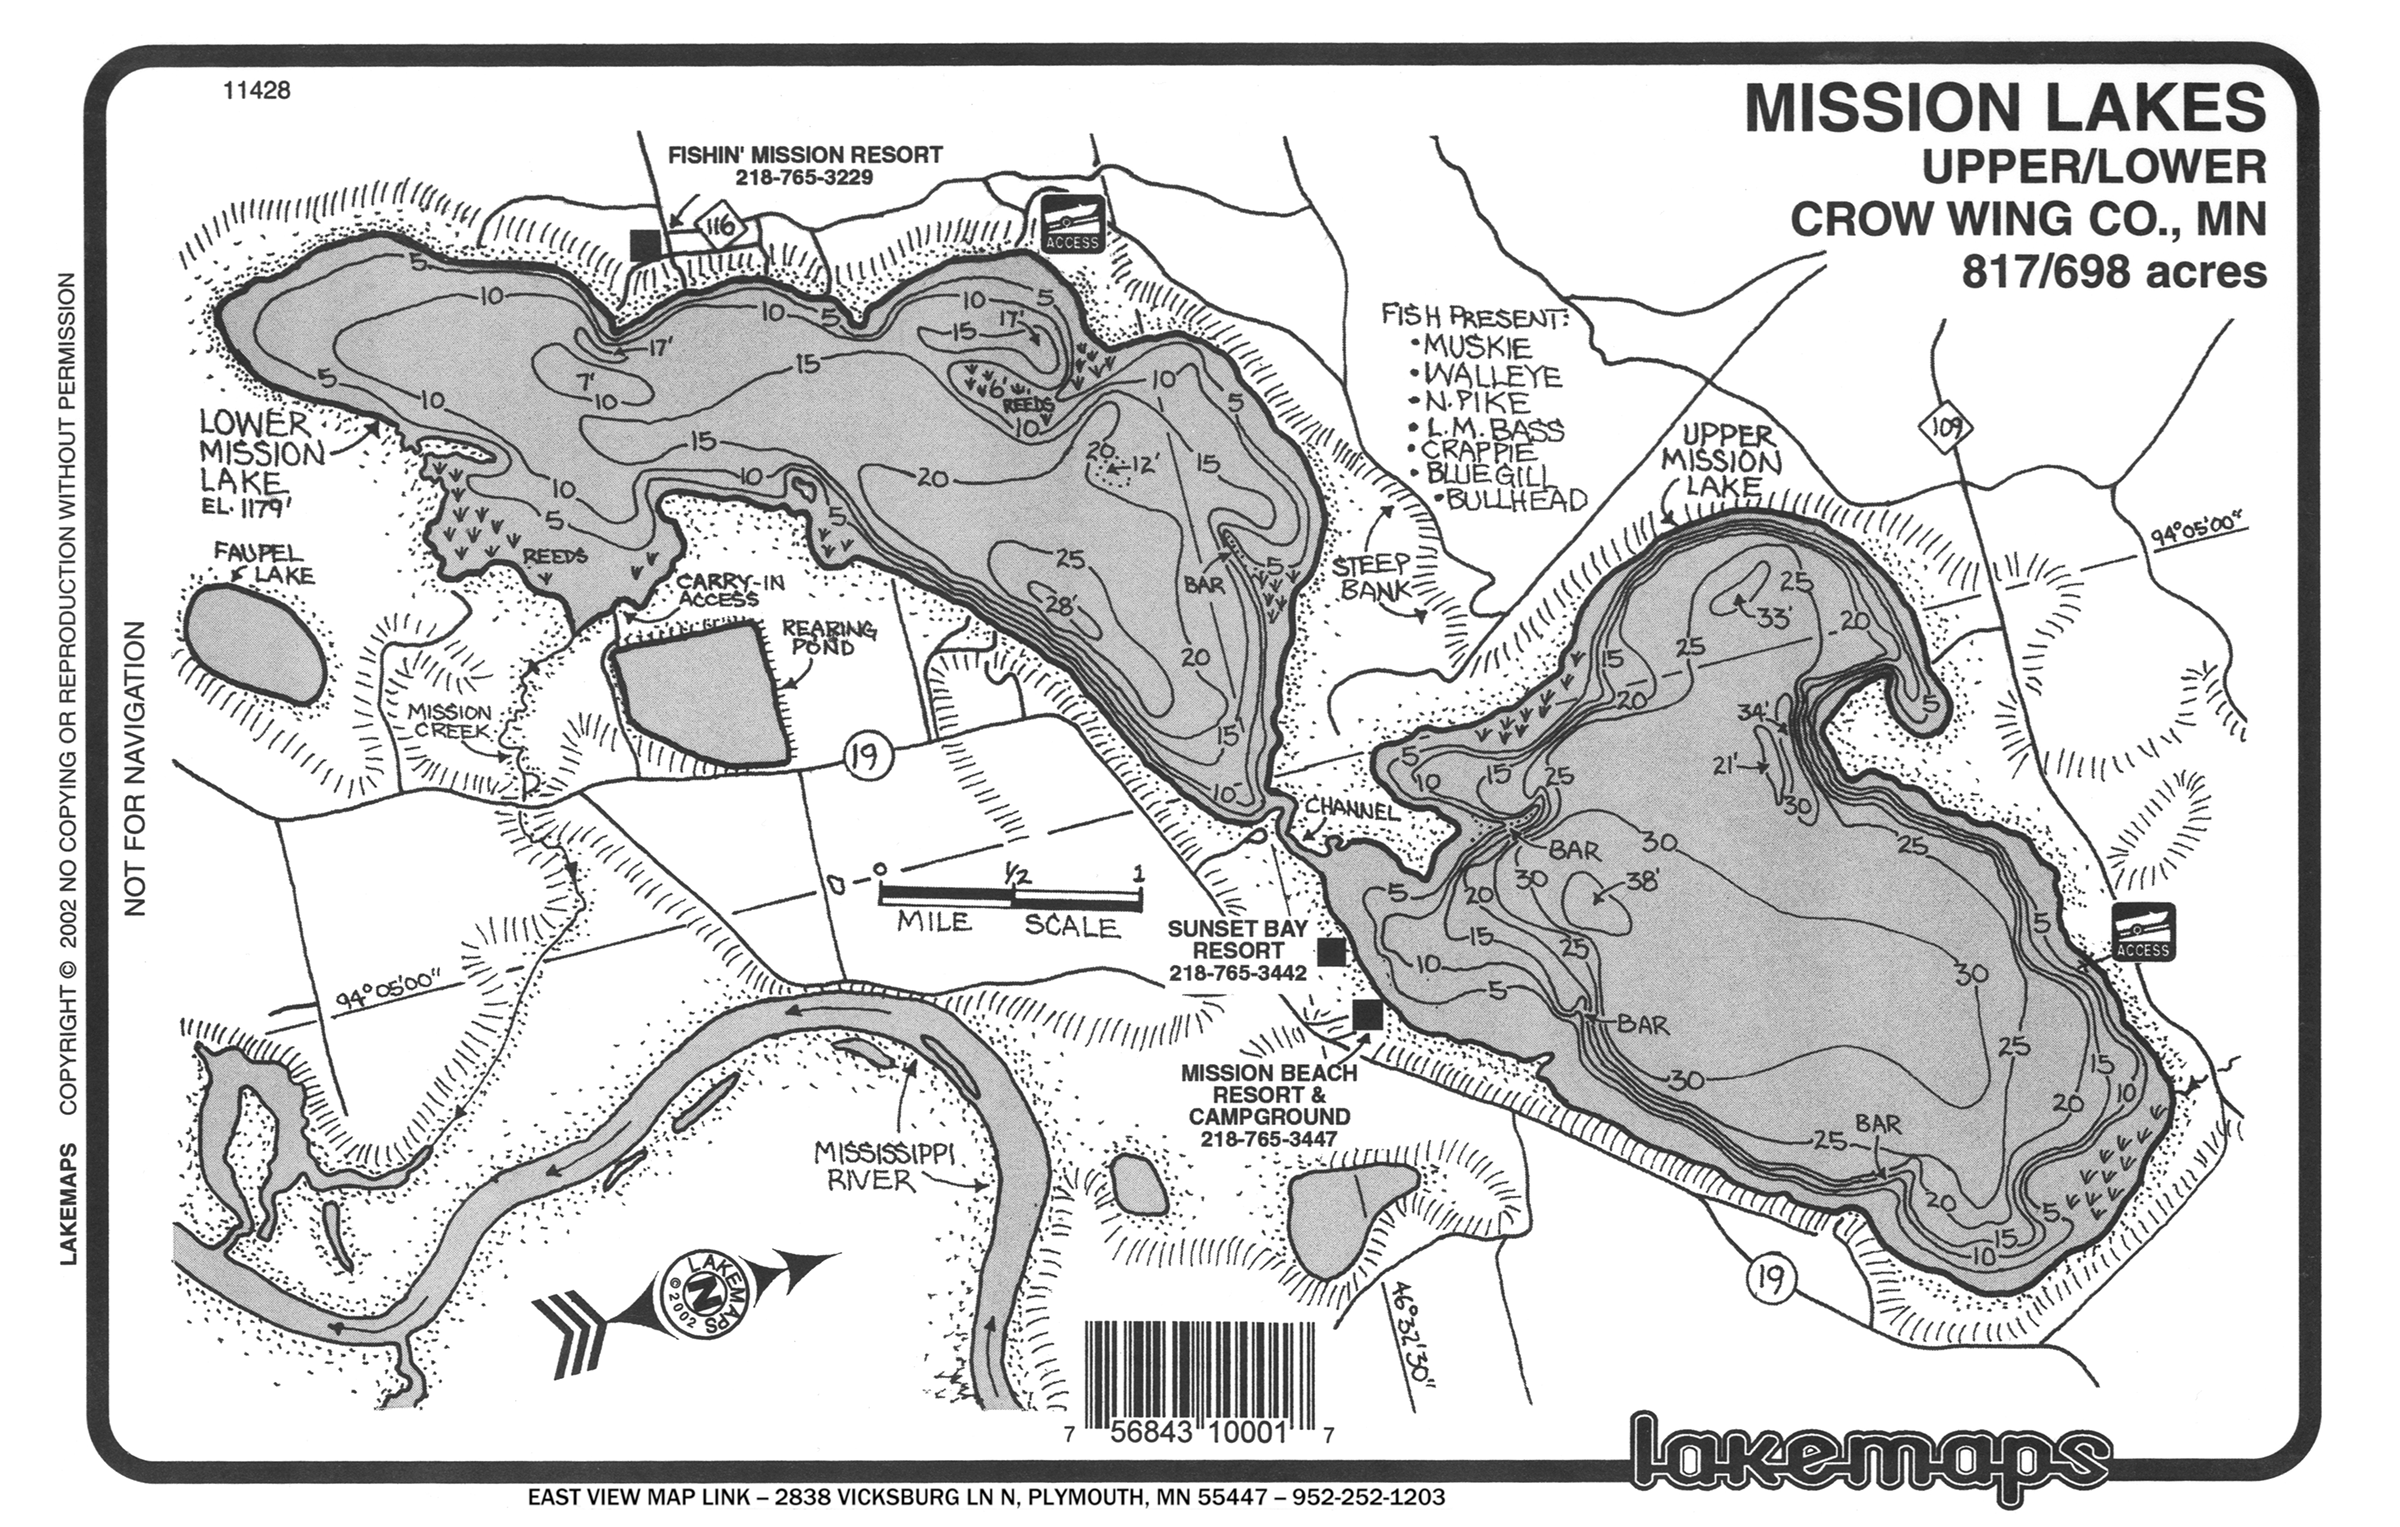 11428
MISSION LAKES
UPPER/LOWER
CROW WING CO., MN
817/698 acres
FISHIN' MISSION RESORT
218-765-3229
116
ACCESS
FISH PRESENT:
• MUSKIE
• WALLEYE
• N. PIKE
• L.M. BASS
• CRAPPIE
• BLUEGILL
• BULLHEAD
5
10
10
5
10
5
17'
15
17'
7'
10
15
6'
REEDS
10
10
5
5
10
15
10
20
20
12'
15
LOWER
MISSION
LAKE
EL. 1179'
10
5
5
REEDS
25
28'
BAR
5
20
15
10
STEEP
BANK
UPPER
MISSION
LAKE
109
94°05'00"
FAUPEL
LAKE
CARRY-IN
ACCESS
REARING
POND
MISSION
CREEK
19
CHANNEL
25
33'
20
25
15
20
5
34'
21'
30
5
10
15
25
BAR
30
25
30
38'
5
20
15
25
10
5
BAR
5
30
25
30
15
10
20
25
BAR
20
5
15
10
ACCESS
0
1/2
1
MILE SCALE
SUNSET BAY
RESORT
218-765-3442
MISSION BEACH
RESORT &
CAMPGROUND
218-765-3447
94°05'00"
MISSISSIPPI
RIVER
19
46°32'30"
LAKEMAPS
N
©2002
7 56843 10001 7
lakemaps
EAST VIEW MAP LINK – 2838 VICKSBURG LN N, PLYMOUTH, MN 55447 – 952-252-1203
LAKEMAPS COPYRIGHT © 2002 NO COPYING OR REPRODUCTION WITHOUT PERMISSION
NOT FOR NAVIGATION